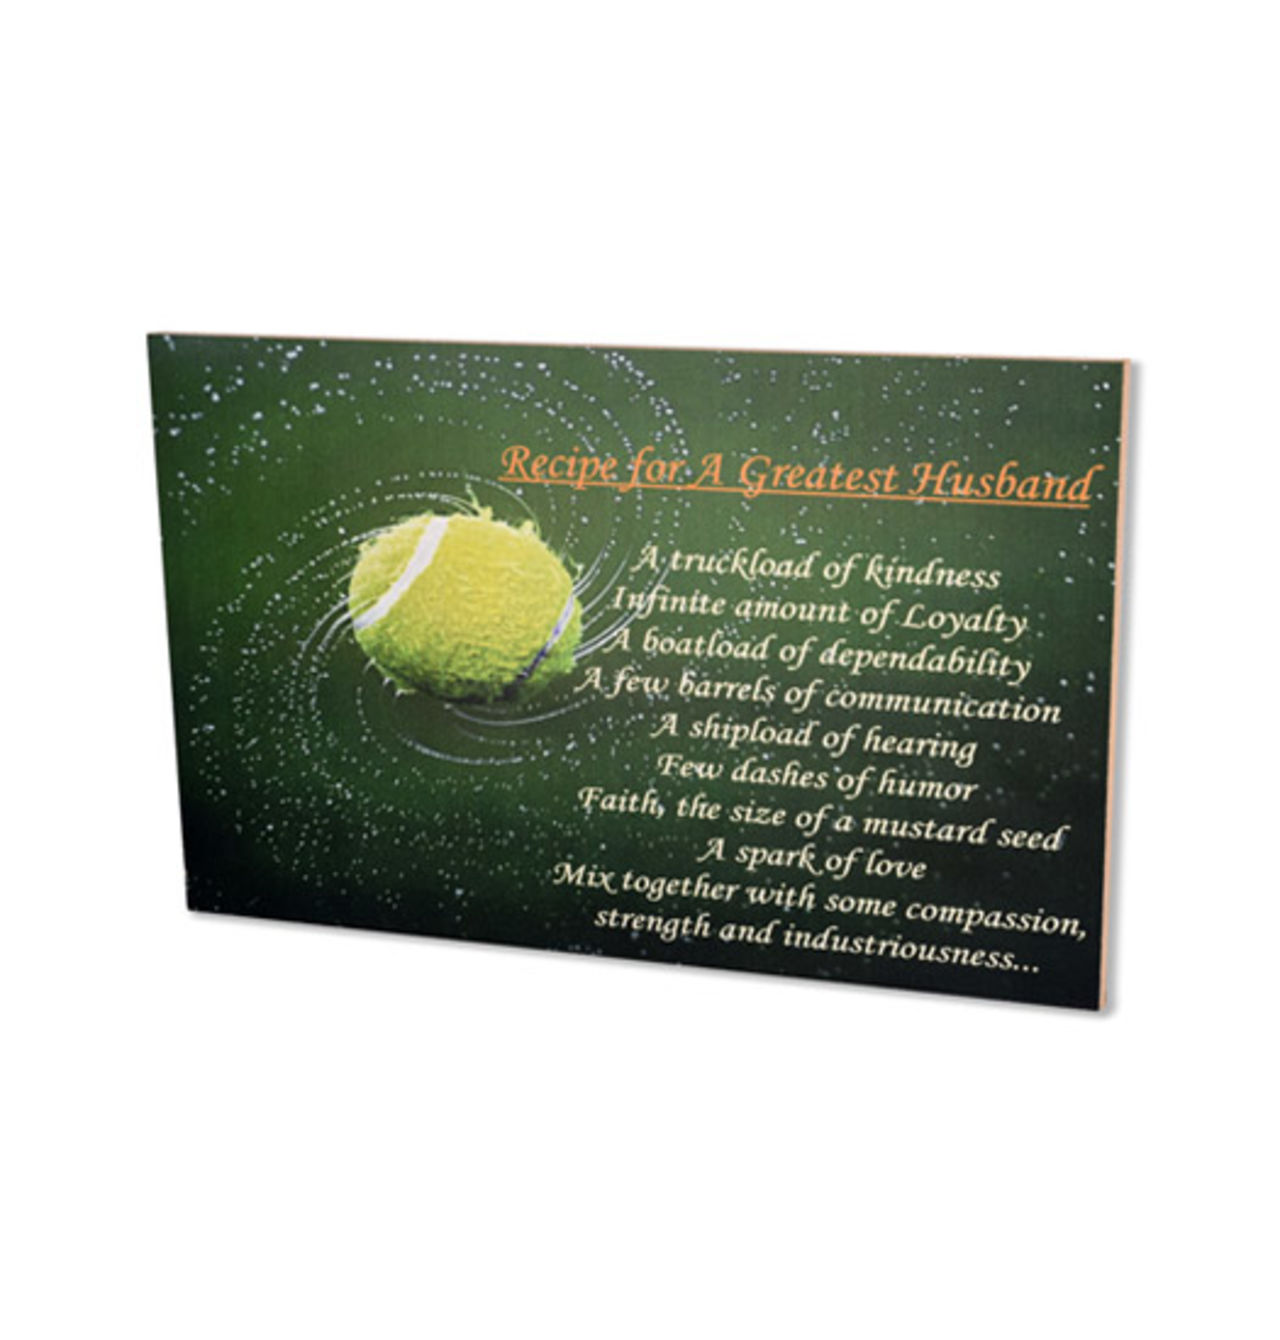 Recipe for A Greatest Husband
A truckload of kindness
Infinite amount of Loyalty
A boatload of dependability
A few barrels of communication
A shipload of hearing
Few dashes of humor
Faith, the size of a mustard seed
A spark of love
Mix together with some compassion,
strength and industriousness...